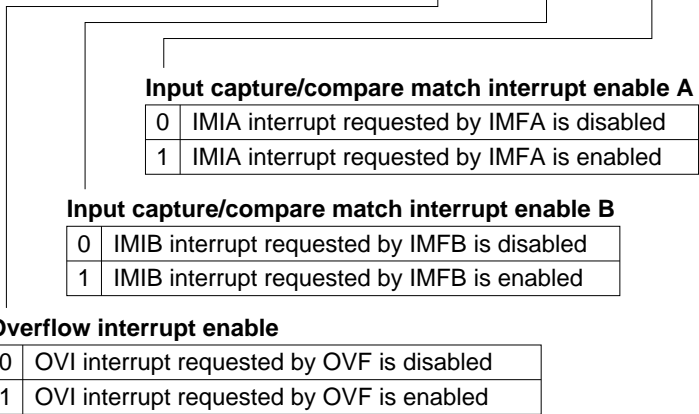 Input capture/compare match interrupt enable A
0 IMIA interrupt requested by IMFA is disabled
1 IMIA interrupt requested by IMFA is enabled
Input capture/compare match interrupt enable B
0 IMIB interrupt requested by IMFB is disabled
1 IMIB interrupt requested by IMFB is enabled
Overflow interrupt enable
0 OVI interrupt requested by OVF is disabled
1 OVI interrupt requested by OVF is enabled